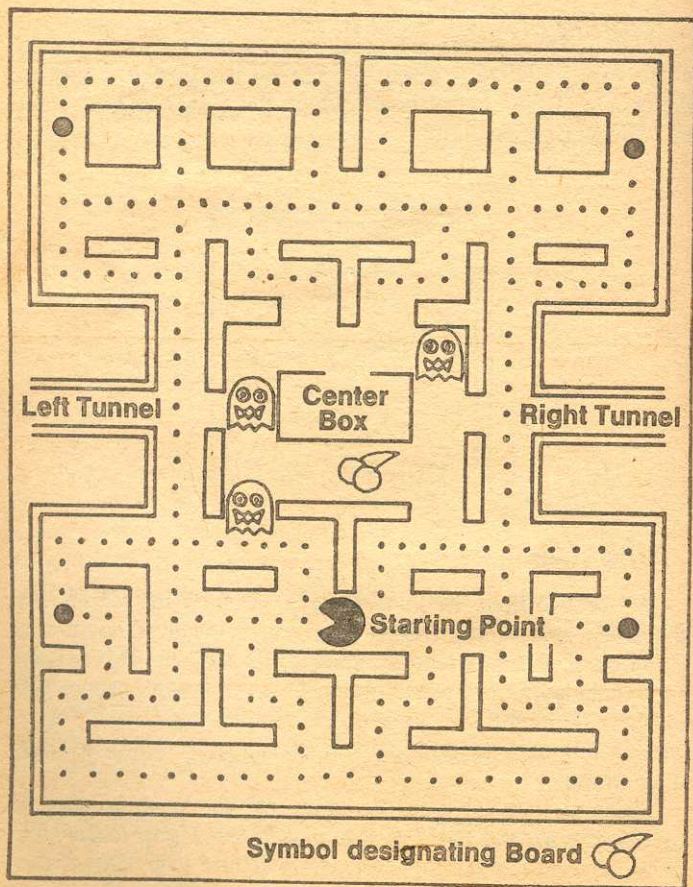 Center
Box
Left Tunnel
Right Tunnel
Starting Point
Symbol designating Board